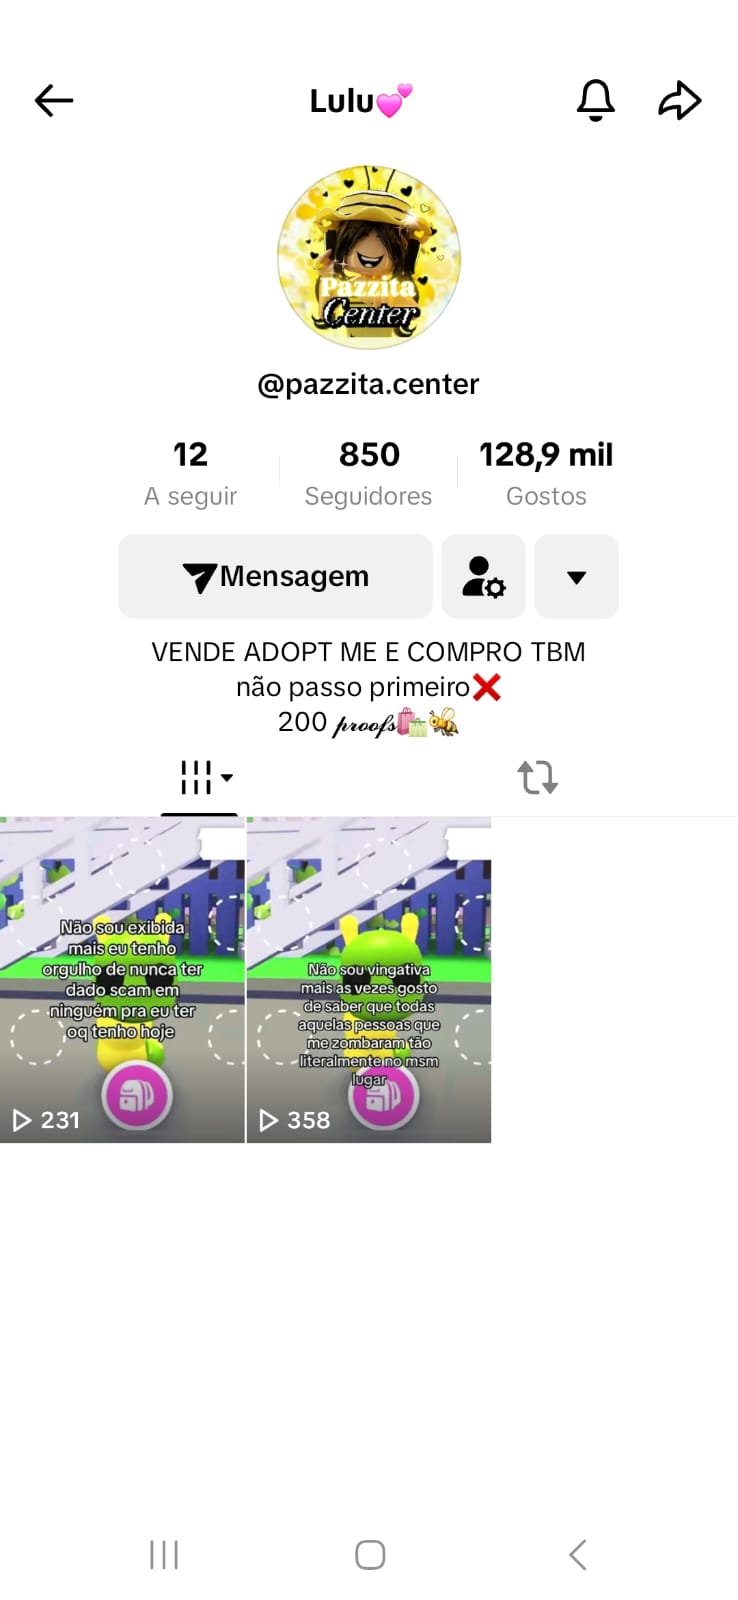 Lulu💕
Pazzita
Center
@pazzita.center
12
A seguir
850
Seguidores
128,9 mil
Gostos
Mensagem
VENDE ADOPT ME E COMPRO TBM
não passo primeiro❌
200 𝓹𝓻𝓸𝓸𝓯𝓼🛍️🐝
Não sou exibida
mais eu tenho
orgulho de nunca ter
dado scam em
ninguém pra eu ter
oq tenho hoje
231
Não sou vingativa
mais as vezes gosto
de saber que todas
aquelas pessoas que
me zombaram tão
literalmente no msm
lugar
358